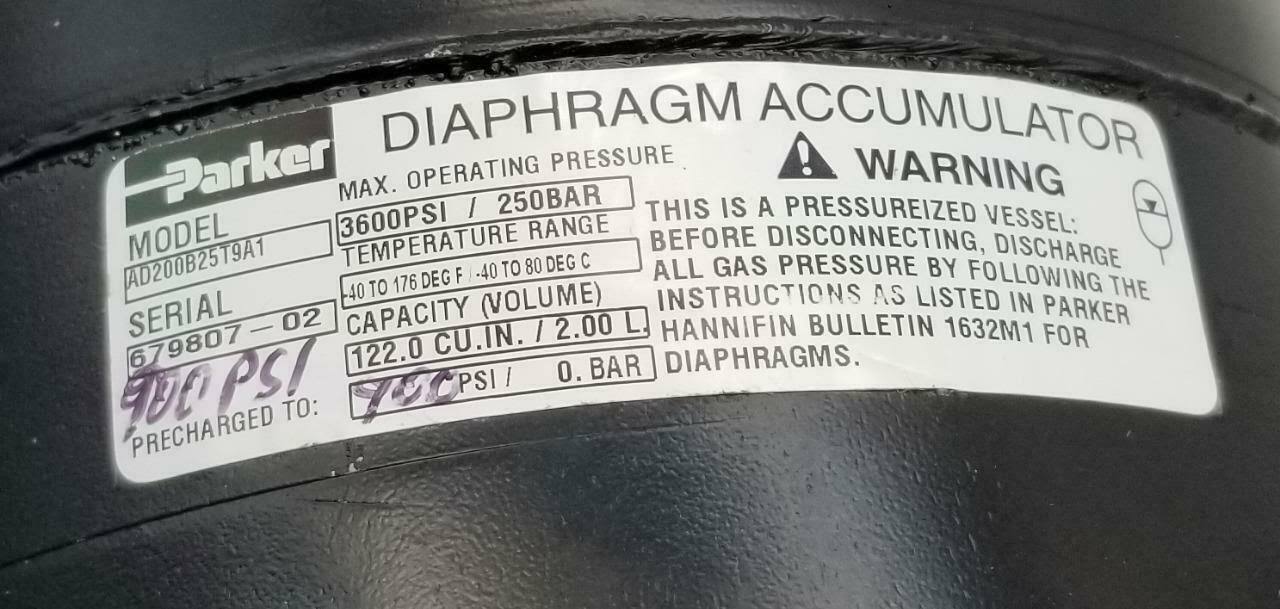 Parker
DIAPHRAGM ACCUMULATOR
MODEL
AD200B25T9A1
SERIAL
679807-02
900 PSI
PRECHARGED TO:
MAX. OPERATING PRESSURE
3600PSI / 250BAR
TEMPERATURE RANGE
-40 TO 176 DEG F / -40 TO 80 DEG C
CAPACITY (VOLUME)
122.0 CU.IN. / 2.00 L.
900 PSI / 0. BAR
WARNING
THIS IS A PRESSUREIZED VESSEL:
BEFORE DISCONNECTING, DISCHARGE
ALL GAS PRESSURE BY FOLLOWING THE
INSTRUCTIONS AS LISTED IN PARKER
HANNIFIN BULLETIN 1632M1 FOR
DIAPHRAGMS.